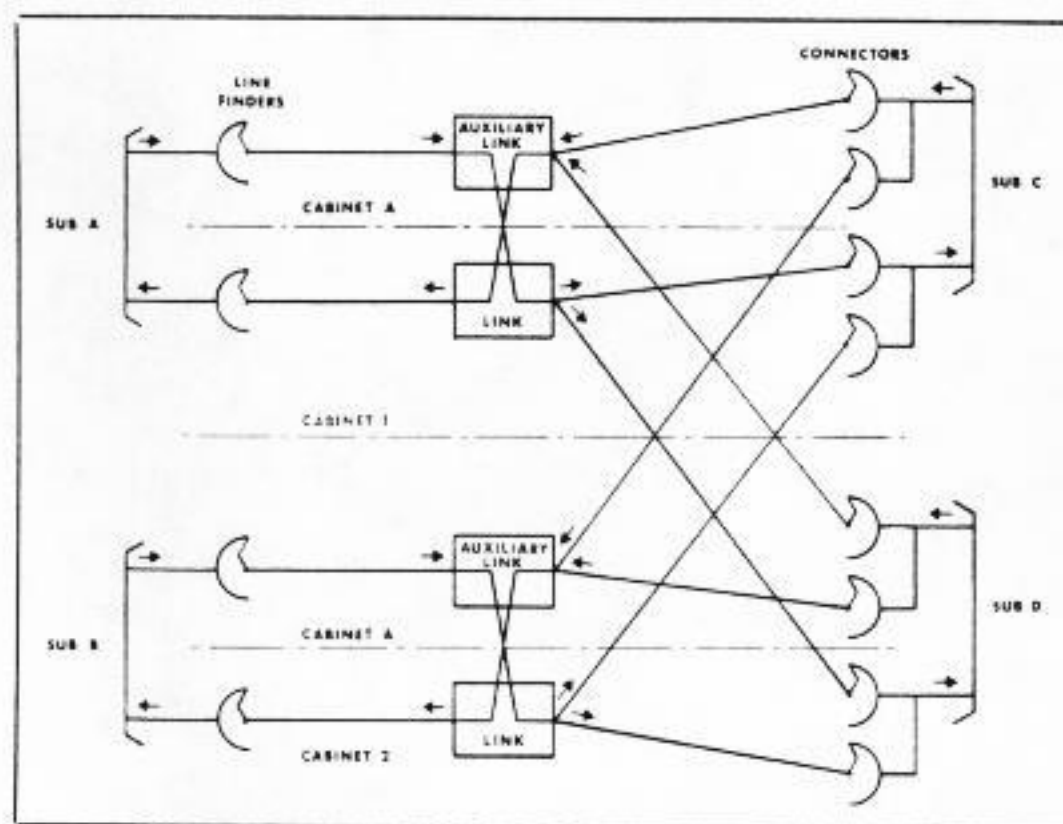 CONNECTORS
LINE
FINDERS
AUXILIARY
LINK
SUB C
CABINET A
SUB A
LINK
CABINET 1
AUXILIARY
LINK
SUB D
CABINET A
SUB B
LINK
CABINET 2